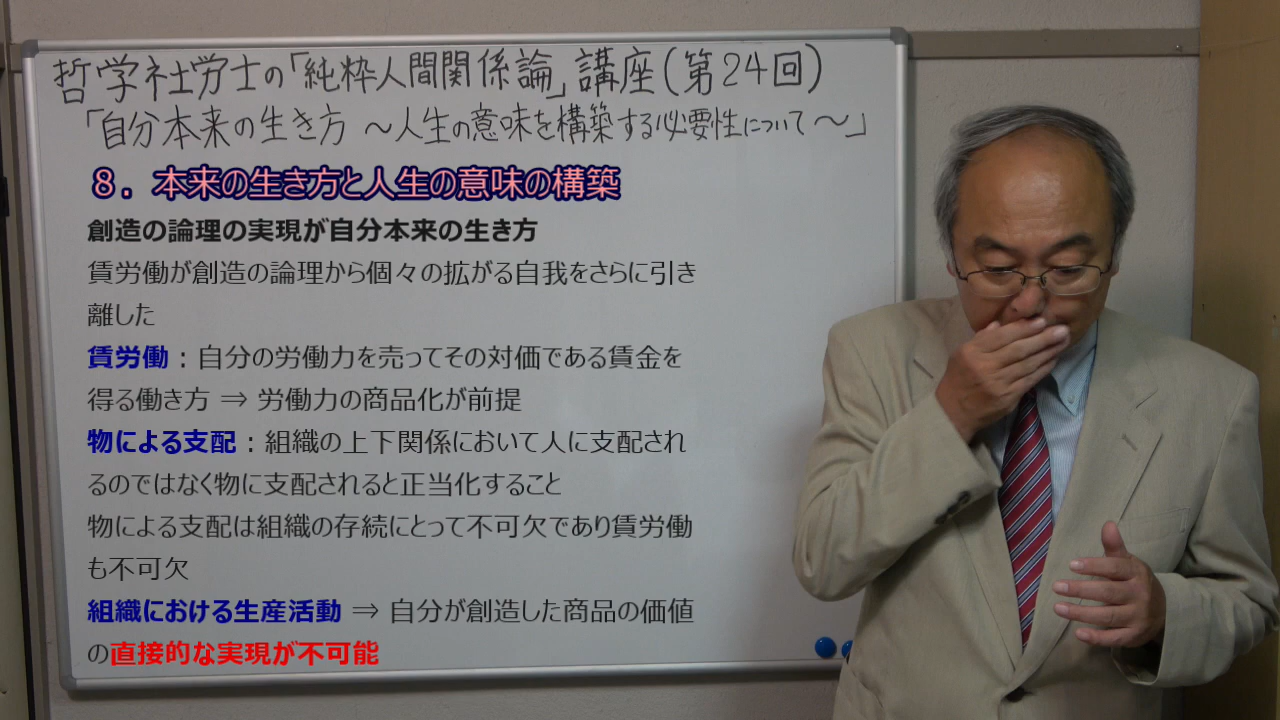 哲学社労士の「純粋人間関係論」講座(第24回)
「自分本来の生き方 ～人生の意味を構築する必要性について～」
８．本来の生き方と人生の意味の構築
創造の論理の実現が自分本来の生き方
賃労働が創造の論理から個々の拡がる自我をさらに引き
離した
賃労働：自分の労働力を売ってその対価である賃金を
得る働き方 ⇒ 労働力の商品化が前提
物による支配：組織の上下関係において人に支配され
るのではなく物に支配されると正当化すること
物による支配は組織の存続にとって不可欠であり賃労働
も不可欠
組織における生産活動 ⇒ 自分が創造した商品の価値
の直接的な実現が不可能